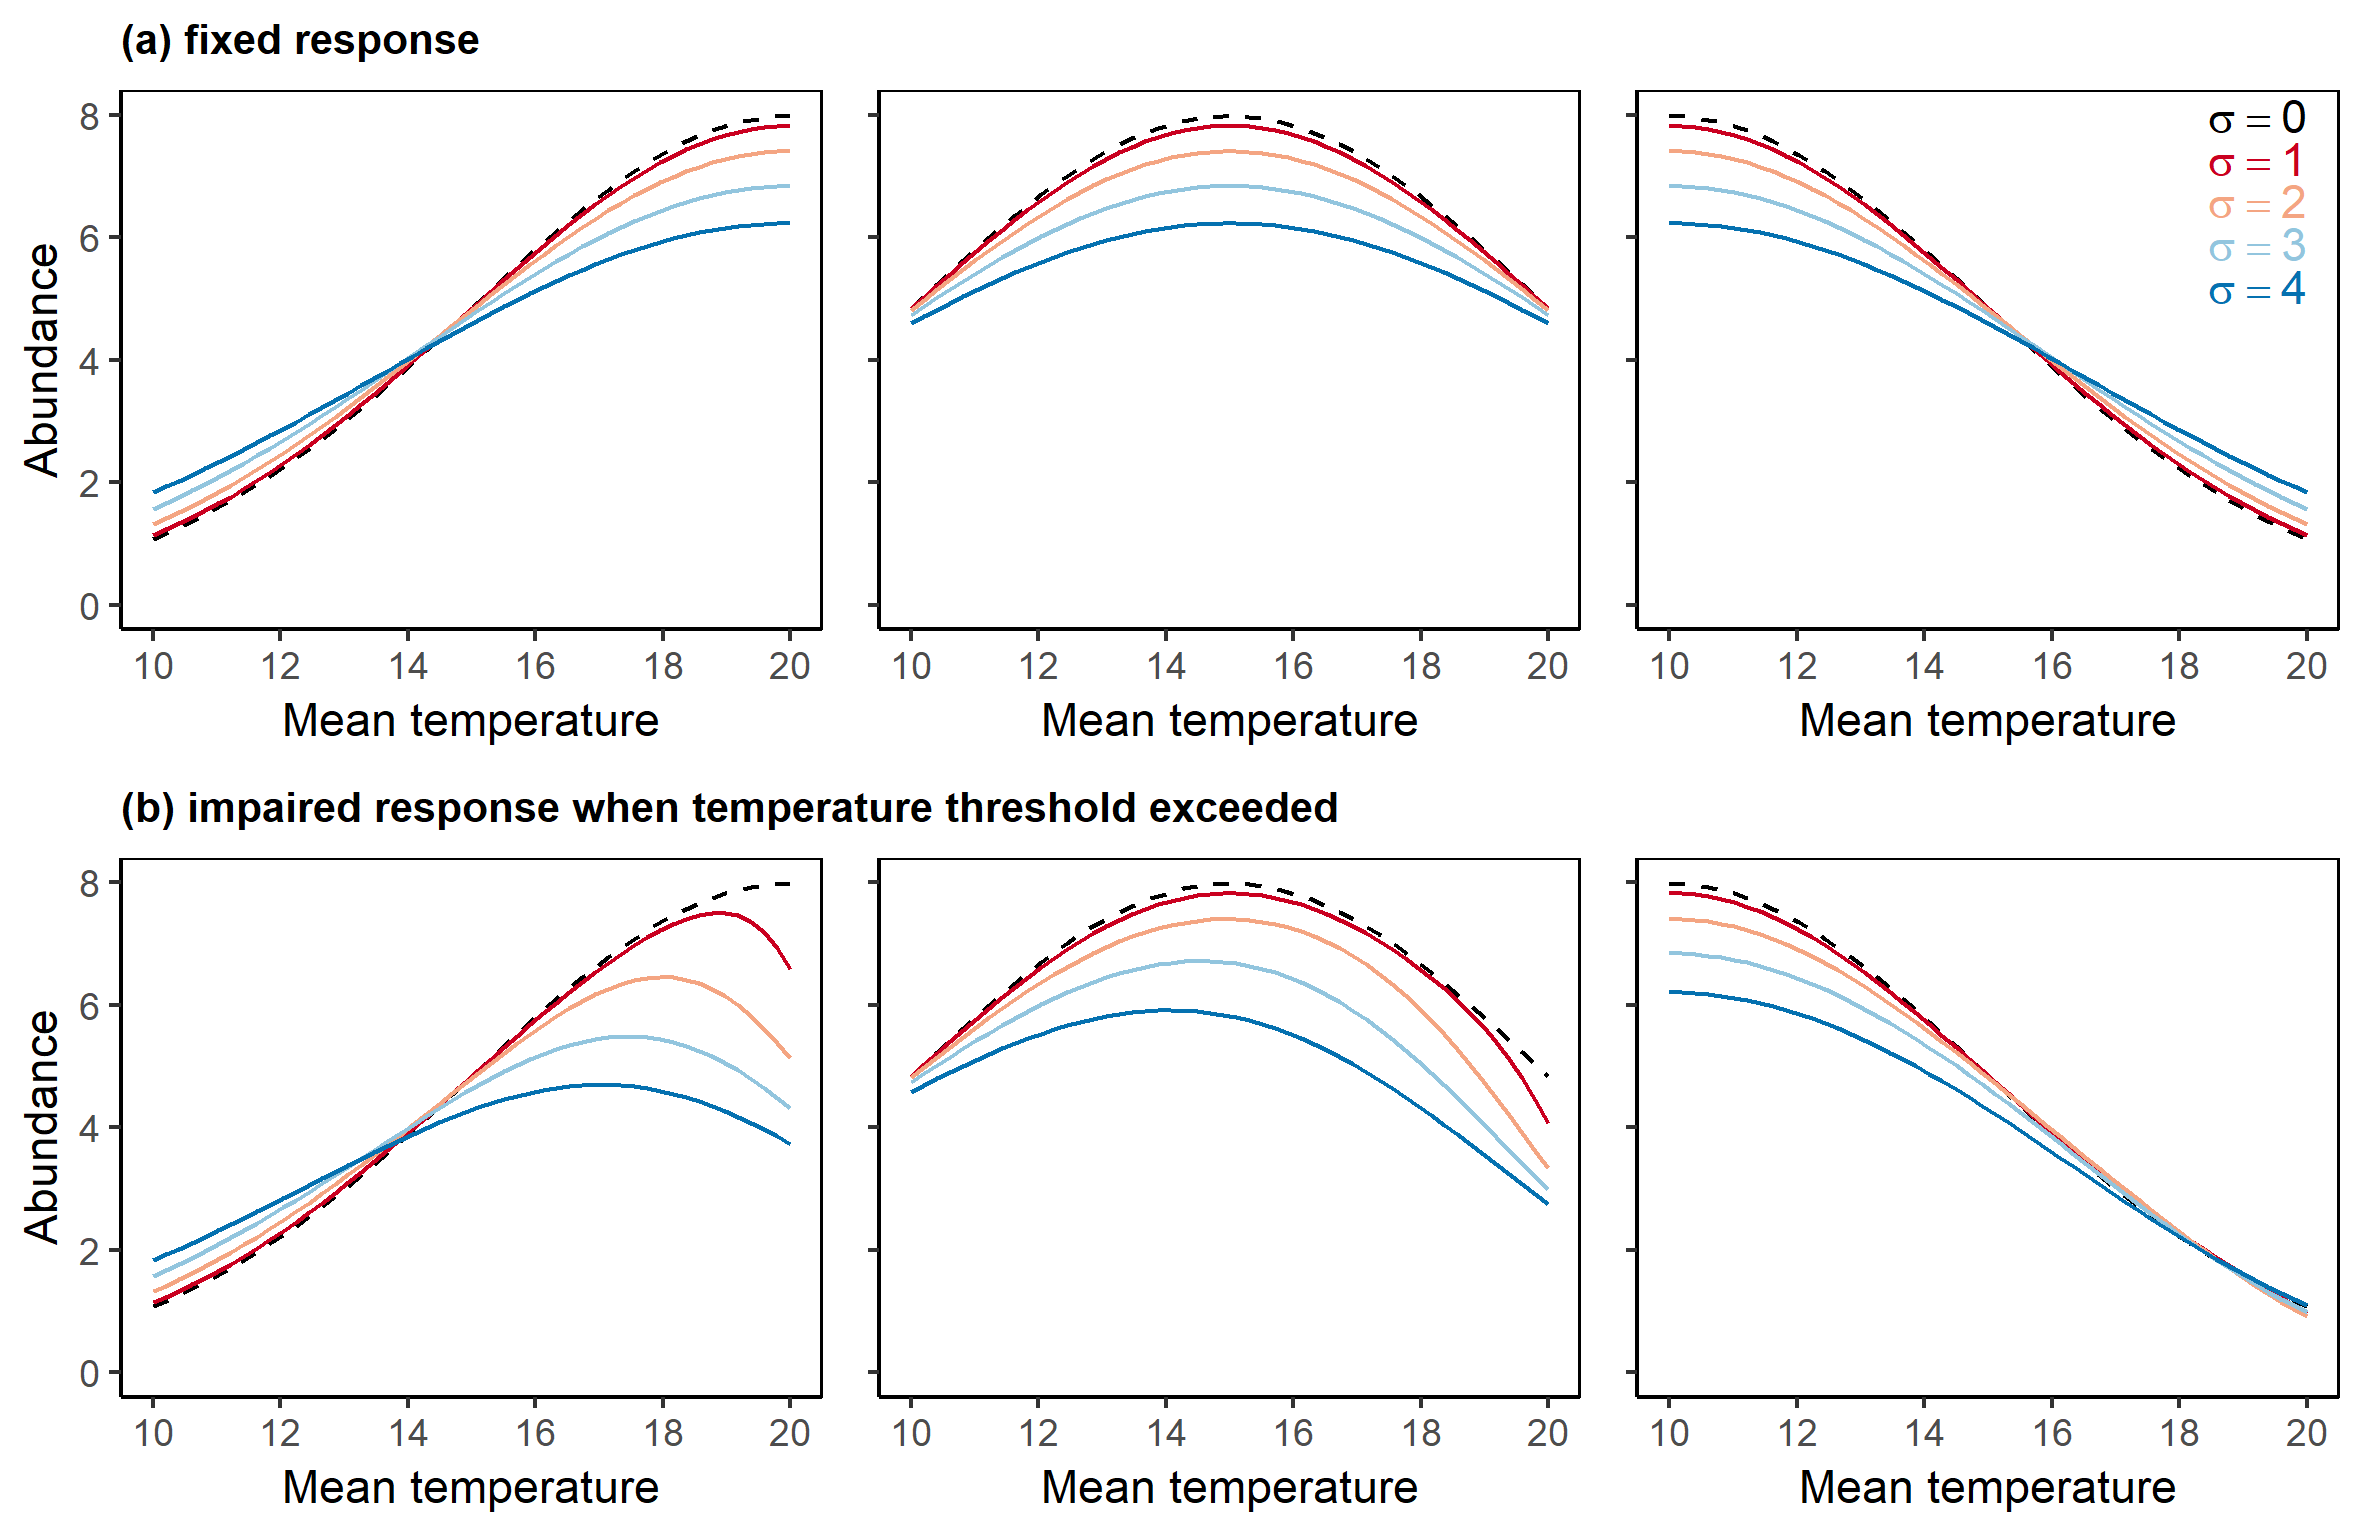 (a) fixed response
Abundance
8
6
4
2
0
σ = 0
σ = 1
σ = 2
σ = 3
σ = 4
10 12 14 16 18 20
10 12 14 16 18 20
10 12 14 16 18 20
Mean temperature
Mean temperature
Mean temperature
(b) impaired response when temperature threshold exceeded
Abundance
8
6
4
2
0
10 12 14 16 18 20
10 12 14 16 18 20
10 12 14 16 18 20
Mean temperature
Mean temperature
Mean temperature